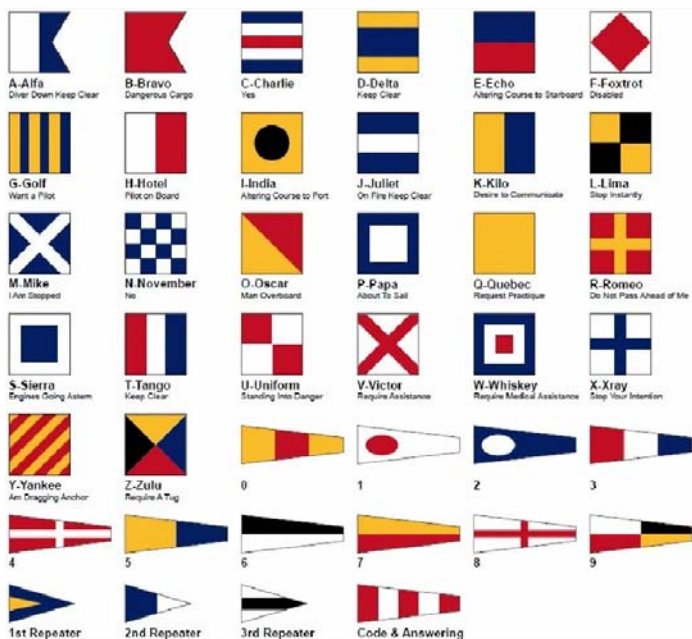 A-Alfa B-Bravo C-Charlie D-Delta E-Echo F-Foxtrot
Diver Down Keep Clear Dangerous Cargo Yes Keep Clear Altering Course to Starboard Disabled
G-Golf H-Hotel I-India J-Juliet K-Kilo L-Lima
Want a Pilot Pilot on Board Altering Course to Port On Fire Keep Clear Desire to Communicate Stop Instantly
M-Mike N-November O-Oscar P-Papa Q-Quebec R-Romeo
I Am Stopped No Man Overboard About To Sail Request Practique Do Not Pass Ahead of Me
S-Sierra T-Tango U-Uniform V-Victor W-Whiskey X-Xray
Engines Going Astern Keep Clear Standing Into Danger Require Assistance Require Medical Assistance Stop Your Intention
Y-Yankee Z-Zulu 0 1 2 3
Am Dragging Anchor Require A Tug
4 5 6 7 8 9
1st Repeater 2nd Repeater 3rd Repeater Code & Answering